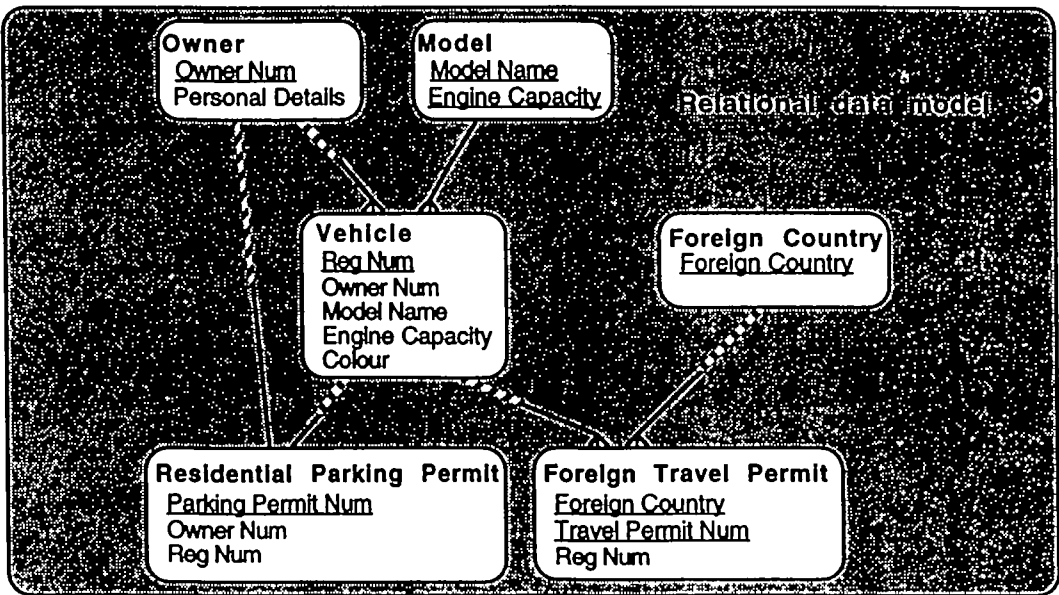 Owner
Owner Num
Personal Details
Model
Model Name
Engine Capacity
Relational data model
Vehicle
Reg Num
Owner Num
Model Name
Engine Capacity
Colour
Foreign Country
Foreign Country
Residential Parking Permit
Parking Permit Num
Owner Num
Reg Num
Foreign Travel Permit
Foreign Country
Travel Permit Num
Reg Num